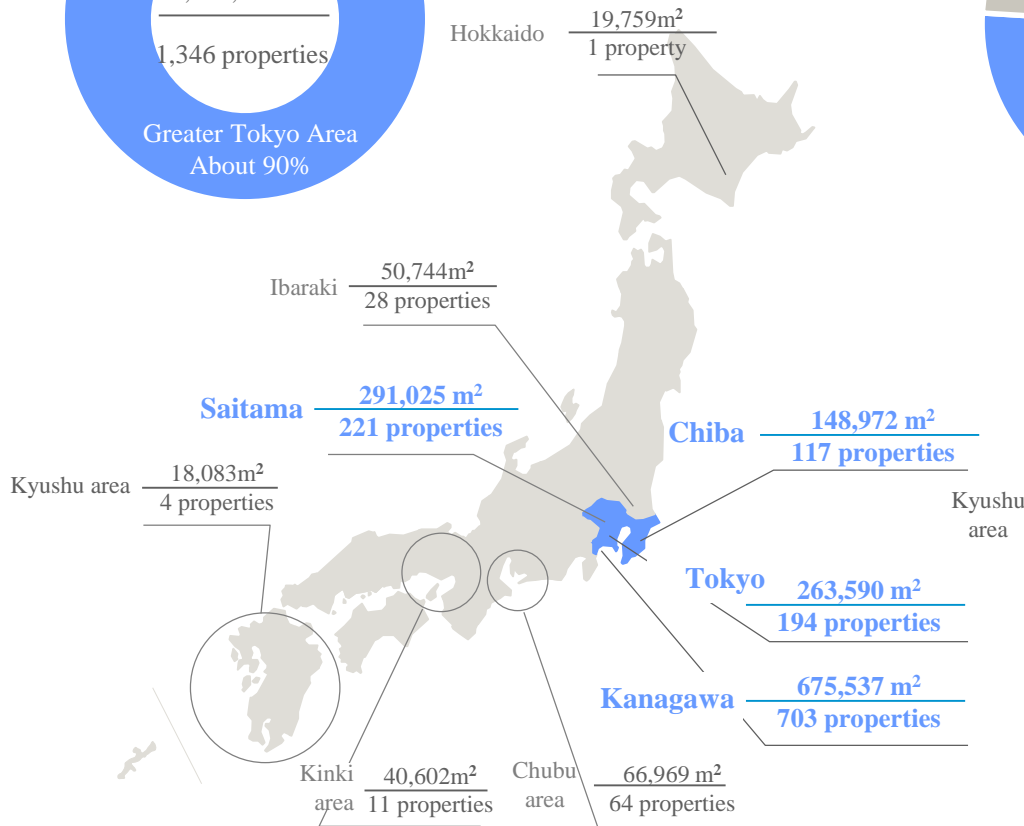 1,346 properties
Greater Tokyo Area
About 90%
Hokkaido
19,759m²
1 property
Ibaraki
50,744m²
28 properties
Saitama
291,025 m²
221 properties
Chiba
148,972 m²
117 properties
Kyushu area
18,083m²
4 properties
Kyushu
area
Tokyo
263,590 m²
194 properties
Kanagawa
675,537 m²
703 properties
Kinki
area
40,602m²
11 properties
Chubu
area
66,969 m²
64 properties